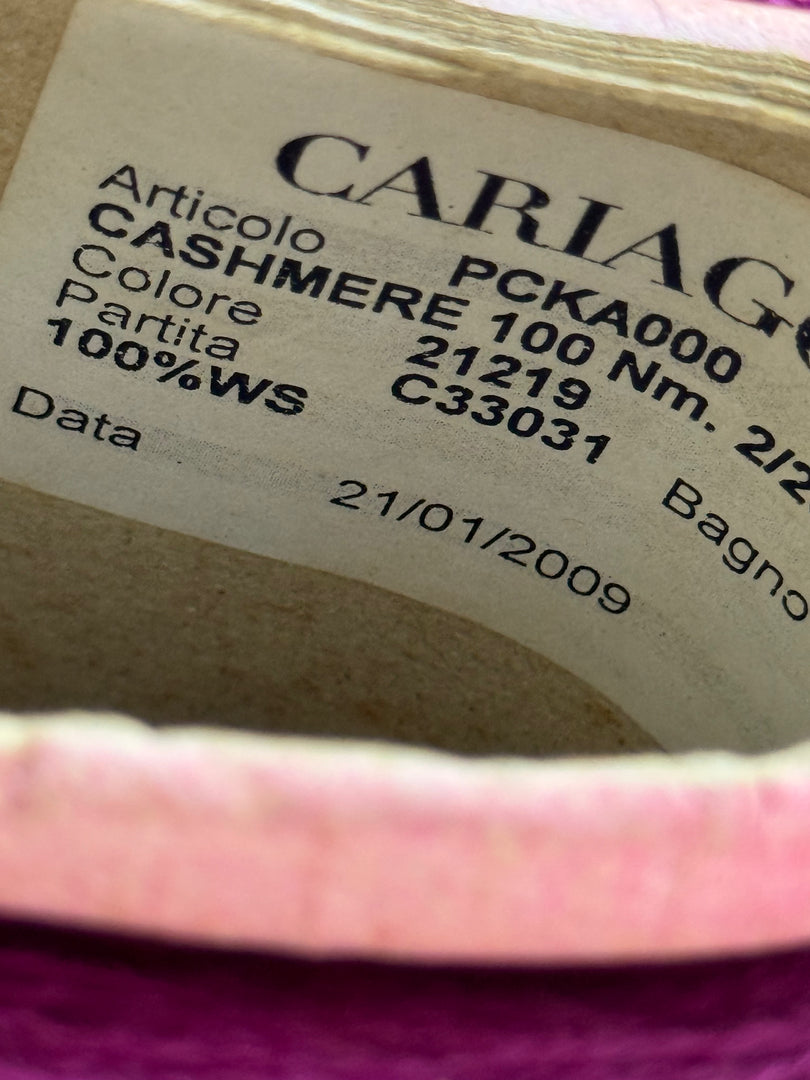 CARIAG
Articolo PCKA000
CASHMERE 100 Nm. 2/2
Colore 21219
Partita C33031 Bagno
100%WS
Data 21/01/2009